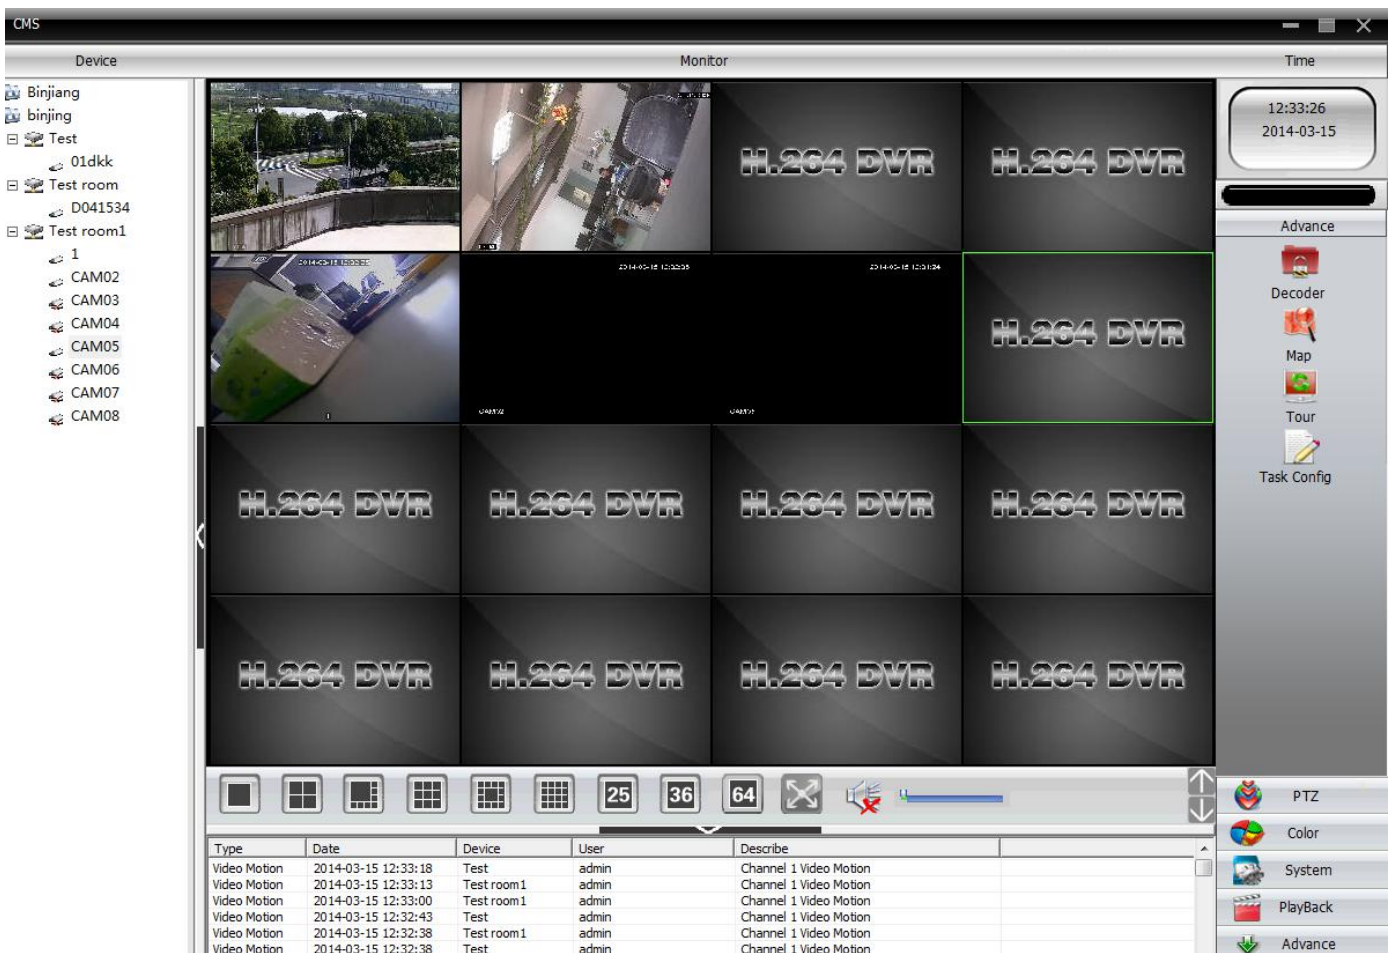 CMS
Device
Monitor
Time
Binjiang
binjing
Test
01dkk
Test room
D041534
Test room1
1
CAM02
CAM03
CAM04
CAM05
CAM06
CAM07
CAM08
H.264 DVR
H.264 DVR
CAM02
H.264 DVR
H.264 DVR
H.264 DVR
H.264 DVR
H.264 DVR
H.264 DVR
H.264 DVR
H.264 DVR
H.264 DVR
25
36
64
12:33:26
2014-03-15
Advance
Decoder
Map
Tour
Task Config
PTZ
Color
System
PlayBack
Advance
Type Date Device User Describe
Video Motion 2014-03-15 12:33:18 Test admin Channel 1 Video Motion
Video Motion 2014-03-15 12:33:13 Test room1 admin Channel 1 Video Motion
Video Motion 2014-03-15 12:33:00 Test room1 admin Channel 1 Video Motion
Video Motion 2014-03-15 12:32:43 Test admin Channel 1 Video Motion
Video Motion 2014-03-15 12:32:38 Test room1 admin Channel 1 Video Motion
Video Motion 2014-03-15 12:32:38 Test admin Channel 1 Video Motion